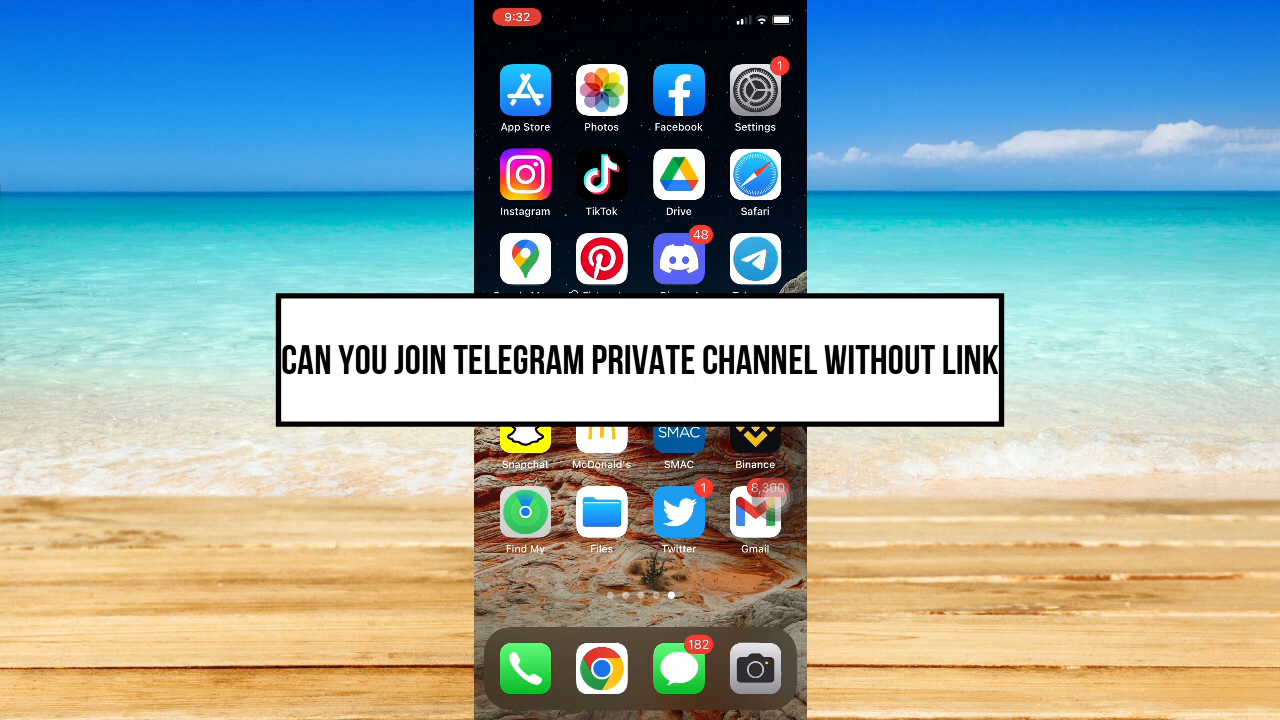 9:32
1
App Store
Photos
Facebook
Settings
Instagram
TikTok
Drive
Safari
48
CAN YOU JOIN TELEGRAM PRIVATE CHANNEL WITHOUT LINK
SMAC
Snapchat
McDonald's
SMAC
Binance
1
8,300
Find My
Files
Twitter
Gmail
182